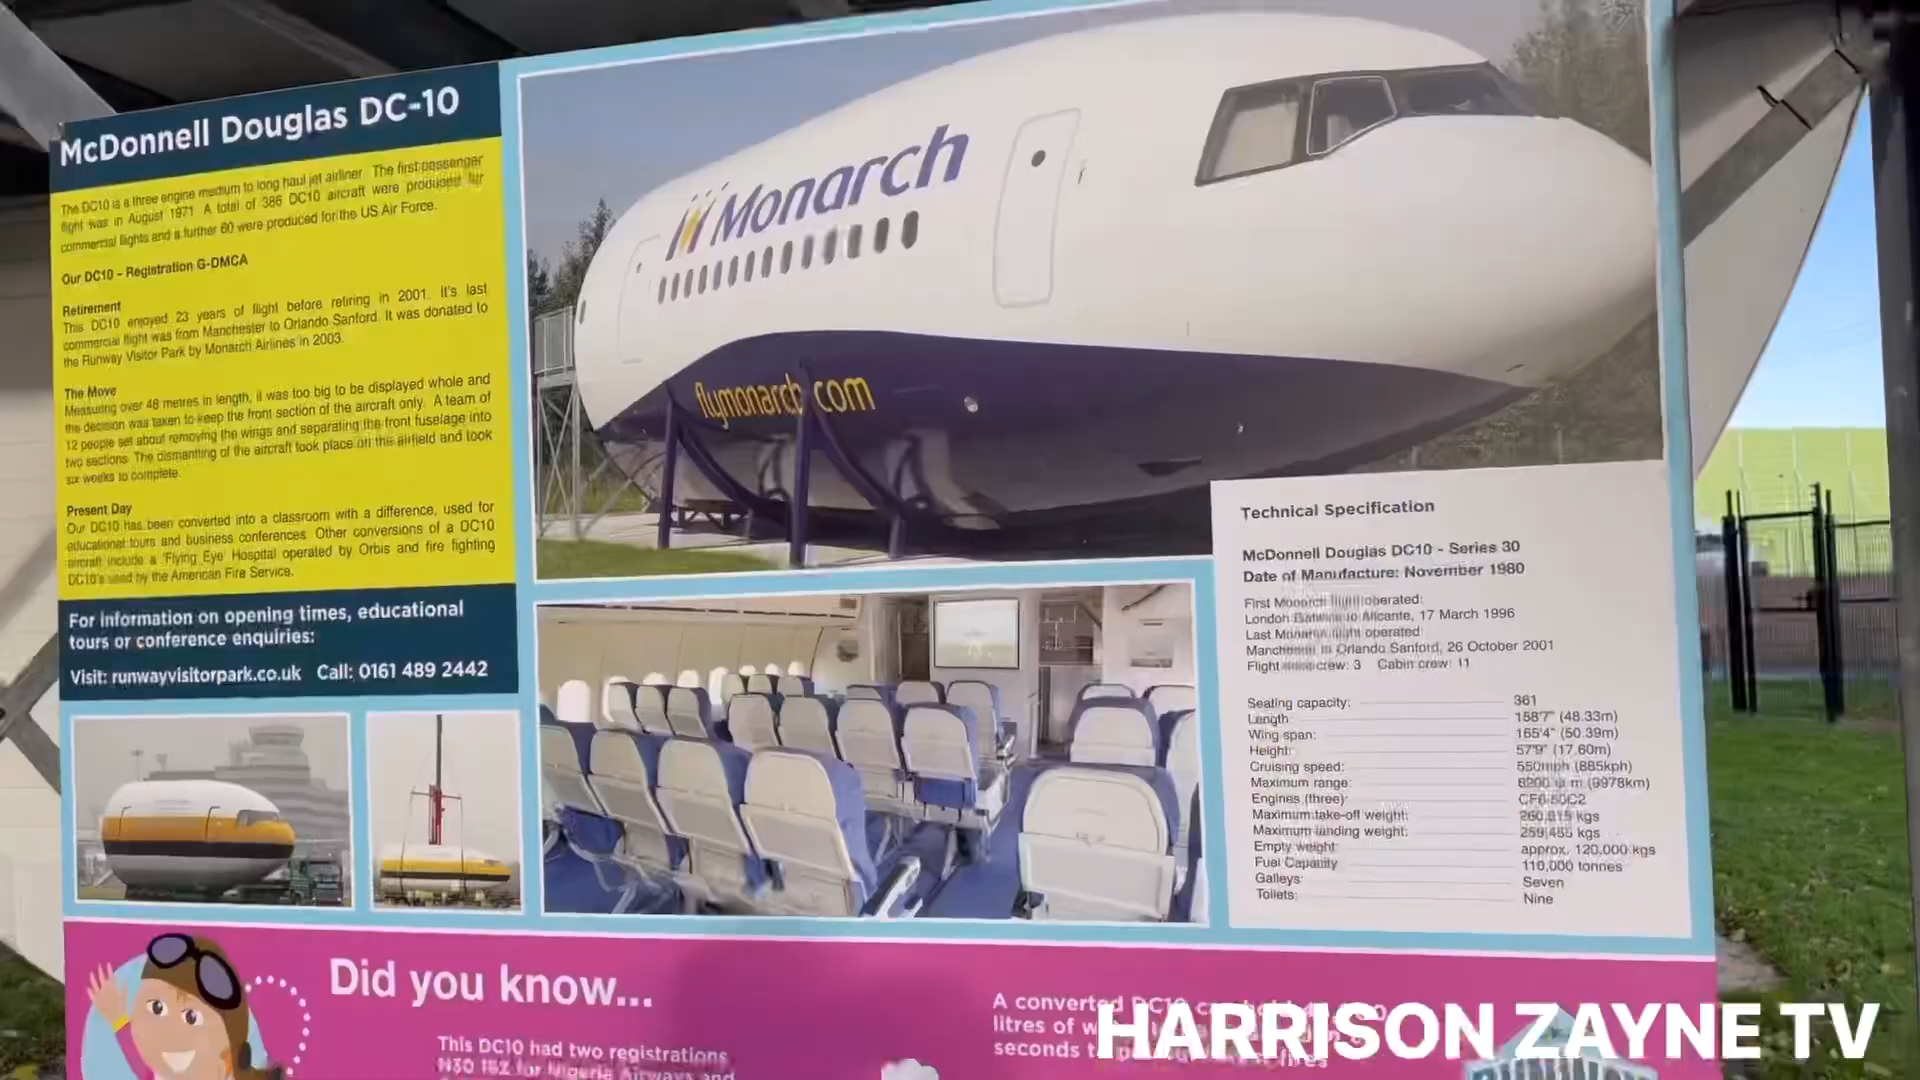 McDonnell Douglas DC-10
The DC10 is a three engine medium to long haul jet airliner. The first passenger
flight was in August 1971. A total of 386 DC10 aircraft were produced for
commercial flights and a further 60 were produced for the US Air Force.
Our DC10 - Registration G-DMCA
Retirement
This DC10 enjoyed 23 years of flight before retiring in 2001. It's last
commercial flight was from Manchester to Orlando Sanford. It was donated to
the Runway Visitor Park by Monarch Airlines in 2003.
The Move
Measuring over 48 metres in length, it was too big to be displayed whole and
the decision was taken to keep the front section of the aircraft only. A team of
12 people set about removing the wings and separating the front fuselage into
two sections. The dismantling of the aircraft took place on the airfield and took
six weeks to complete.
Present Day
Our DC10 has been converted into a classroom with a difference, used for
educational tours and business conferences. Other conversions of a DC10
aircraft include a 'Flying Eye' Hospital operated by Orbis and fire fighting
DC10's used by the American Fire Service.
For information on opening times, educational
tours or conference enquiries:
Visit: runwayvisitorpark.co.uk Call: 0161 489 2442
Monarch
flymonarch.com
Technical Specification
McDonnell Douglas DC10 - Series 30
Date of Manufacture: November 1980
First Monarch flight operated:
London Gatwick to Alicante, 17 March 1996
Last Monarch flight operated:
Manchester to Orlando Sanford, 26 October 2001
Flight crew: 3 Cabin crew: 11
Seating capacity: 361
Length: 158'7" (48.33m)
Wing span: 165'4" (50.39m)
Height: 57'9" (17.60m)
Cruising speed: 550mph (885kph)
Maximum range: 6200 m (9978km)
Engines (three): CF6-50C2
Maximum take-off weight: kgs
Maximum landing weight: kgs
Empty weight: approx. 120,000 kgs
Fuel Capacity 110,000 tonnes
Galleys: Seven
Toilets: Nine
Did you know...
This DC10 had two registrations
for Nigeria Airways and
A converted DC10
litres of
seconds
fires
HARRISON ZAYNE TV